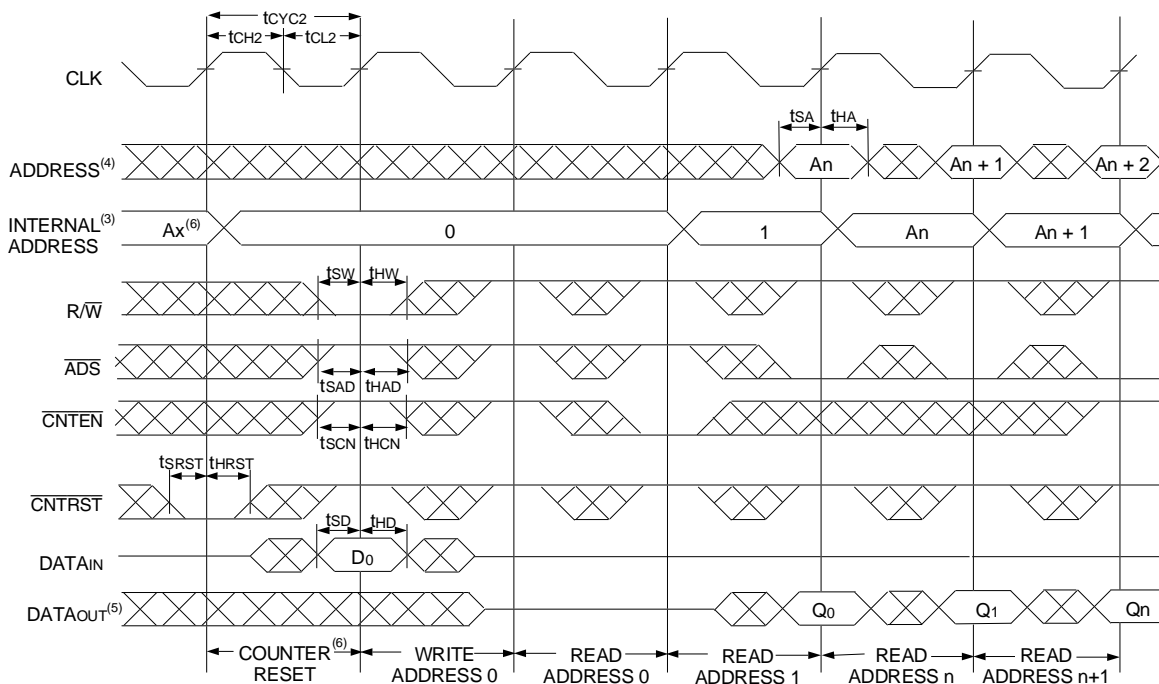 tCYC2
tCH2 tCL2
CLK
tSA tHA
ADDRESS(4) An An + 1 An + 2
INTERNAL(3)
ADDRESS Ax(6) 0 1 An An + 1
tSW tHW
R/W
ADS
tSAD tHAD
CNTEN
tSCN tHCN
tSRST tHRST
CNTRST
tSD tHD
DATAIN D0
DATAOUT(5) Q0 Q1 Qn
COUNTER(6)
RESET
WRITE
ADDRESS 0
READ
ADDRESS 0
READ
ADDRESS 1
READ
ADDRESS n
READ
ADDRESS n+1